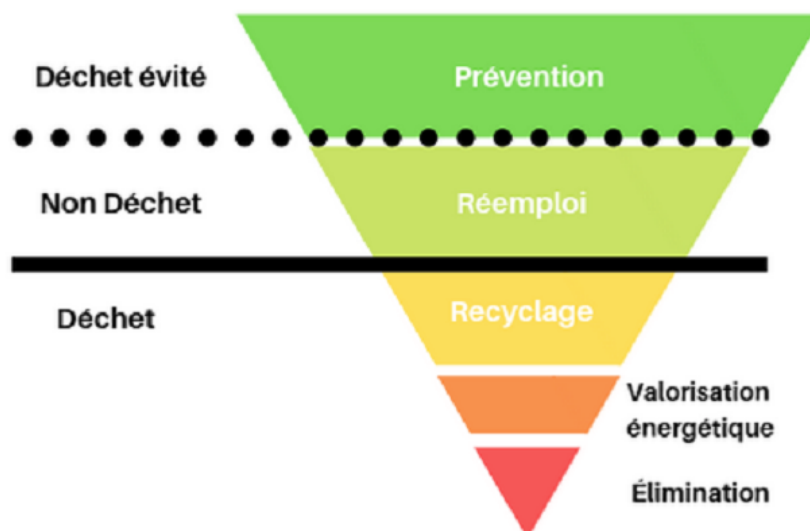 Déchet évité
Prévention
Non Déchet
Réemploi
Déchet
Recyclage
Valorisation
énergétique
Élimination